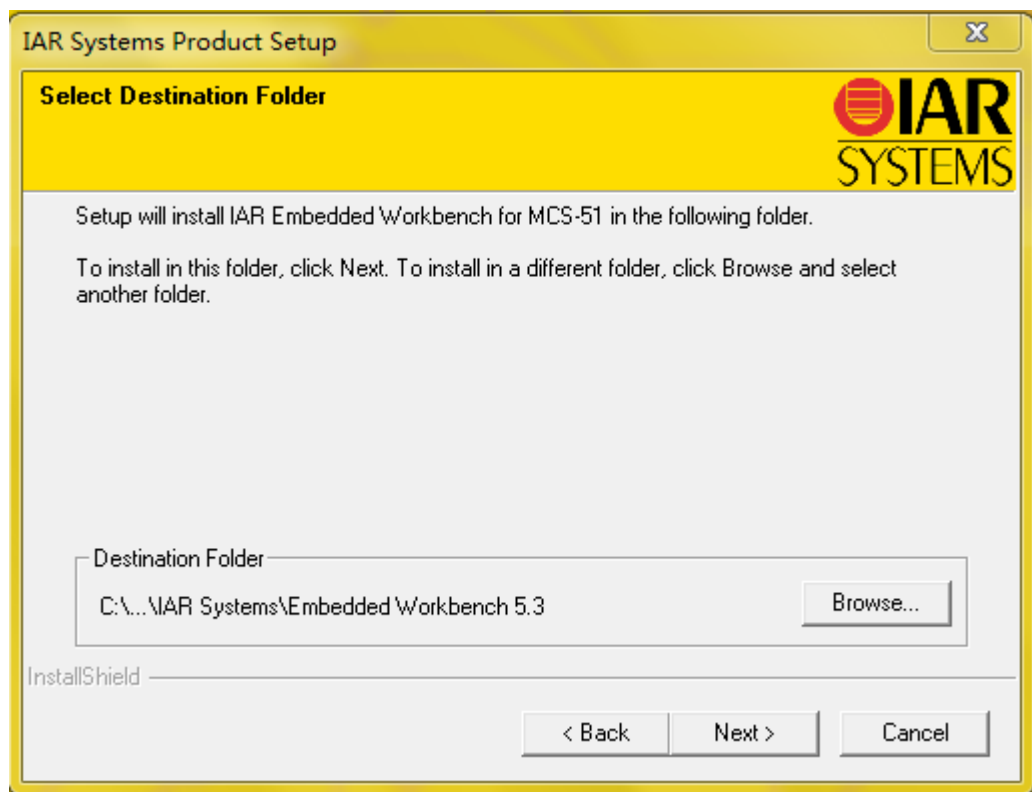 IAR Systems Product Setup
Select Destination Folder
IAR
SYSTEMS
Setup will install IAR Embedded Workbench for MCS-51 in the following folder.
To install in this folder, click Next. To install in a different folder, click Browse and select
another folder.
Destination Folder
C:\...\IAR Systems\Embedded Workbench 5.3
Browse...
InstallShield
< Back
Next >
Cancel